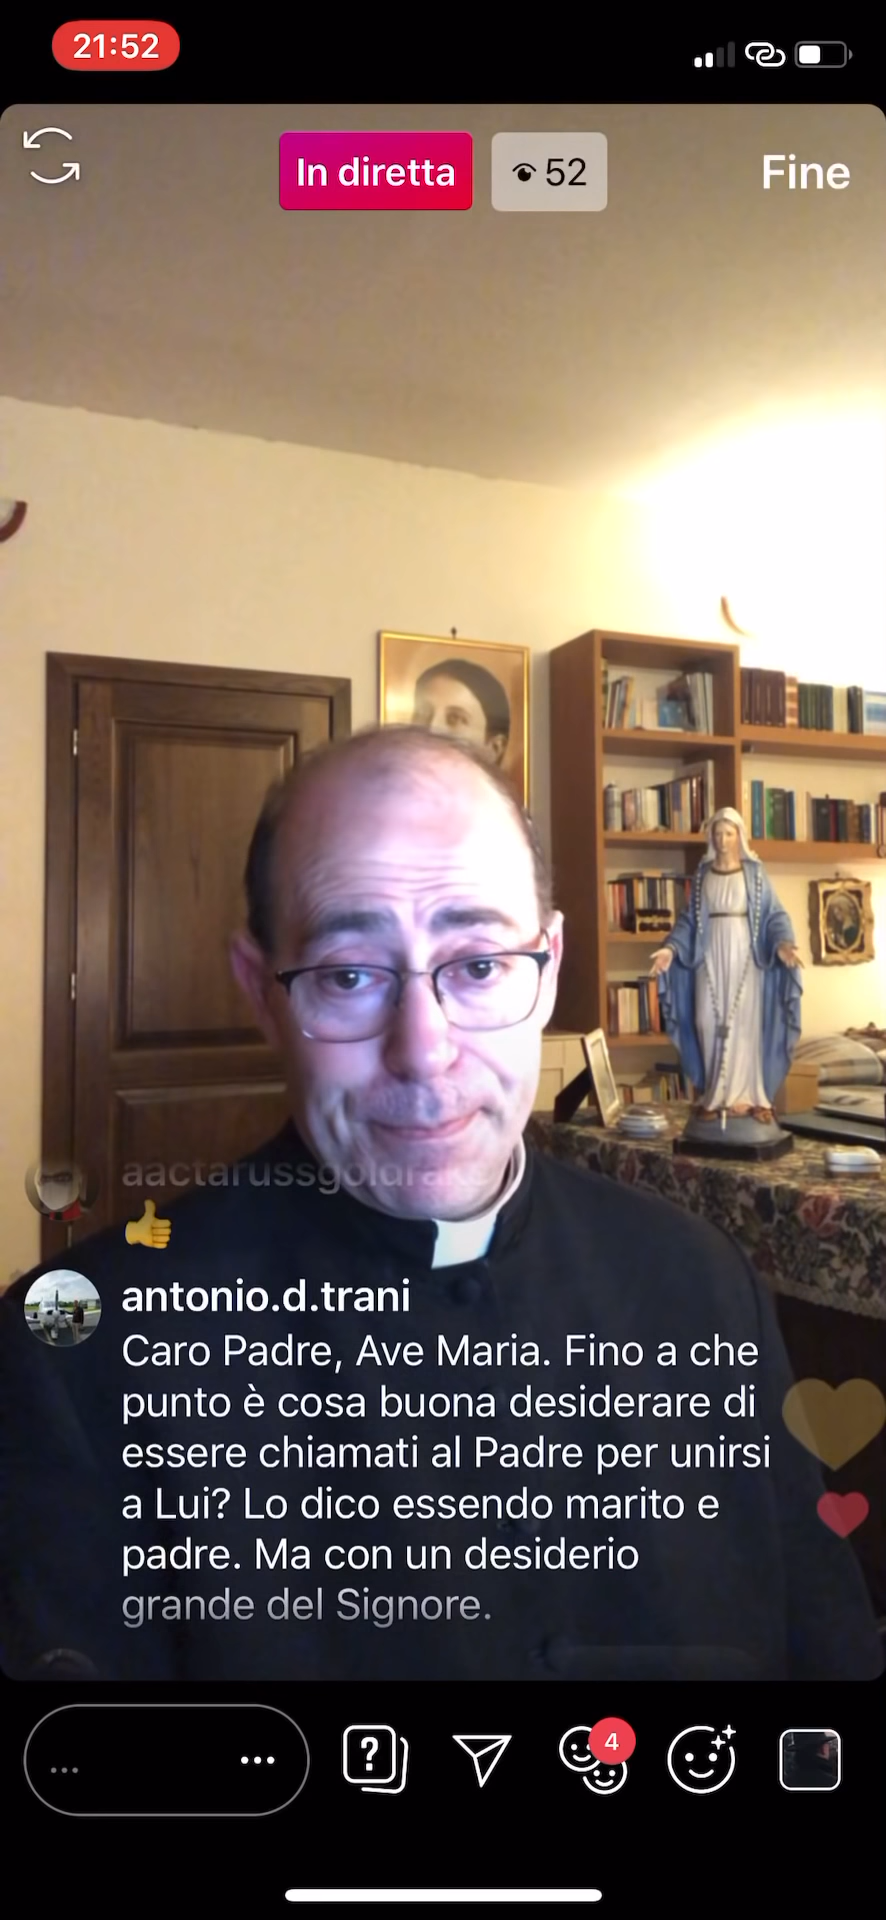 21:52
In diretta
52
Fine
aactarussgoldrake
👍
antonio.d.trani
Caro Padre, Ave Maria. Fino a che
punto è cosa buona desiderare di
essere chiamati al Padre per unirsi
a Lui? Lo dico essendo marito e
padre. Ma con un desiderio
grande del Signore.
...
...
?
4